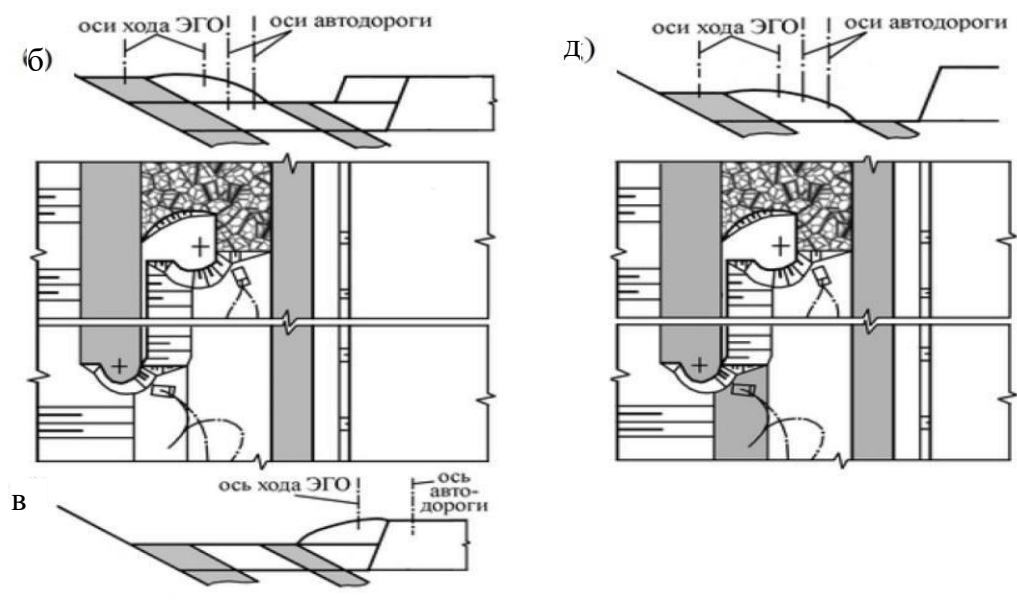 оси хода ЭГО оси автодороги
б)
оси хода ЭГО оси автодороги
д)
в
ось хода ЭГО
ось
авто-
дороги